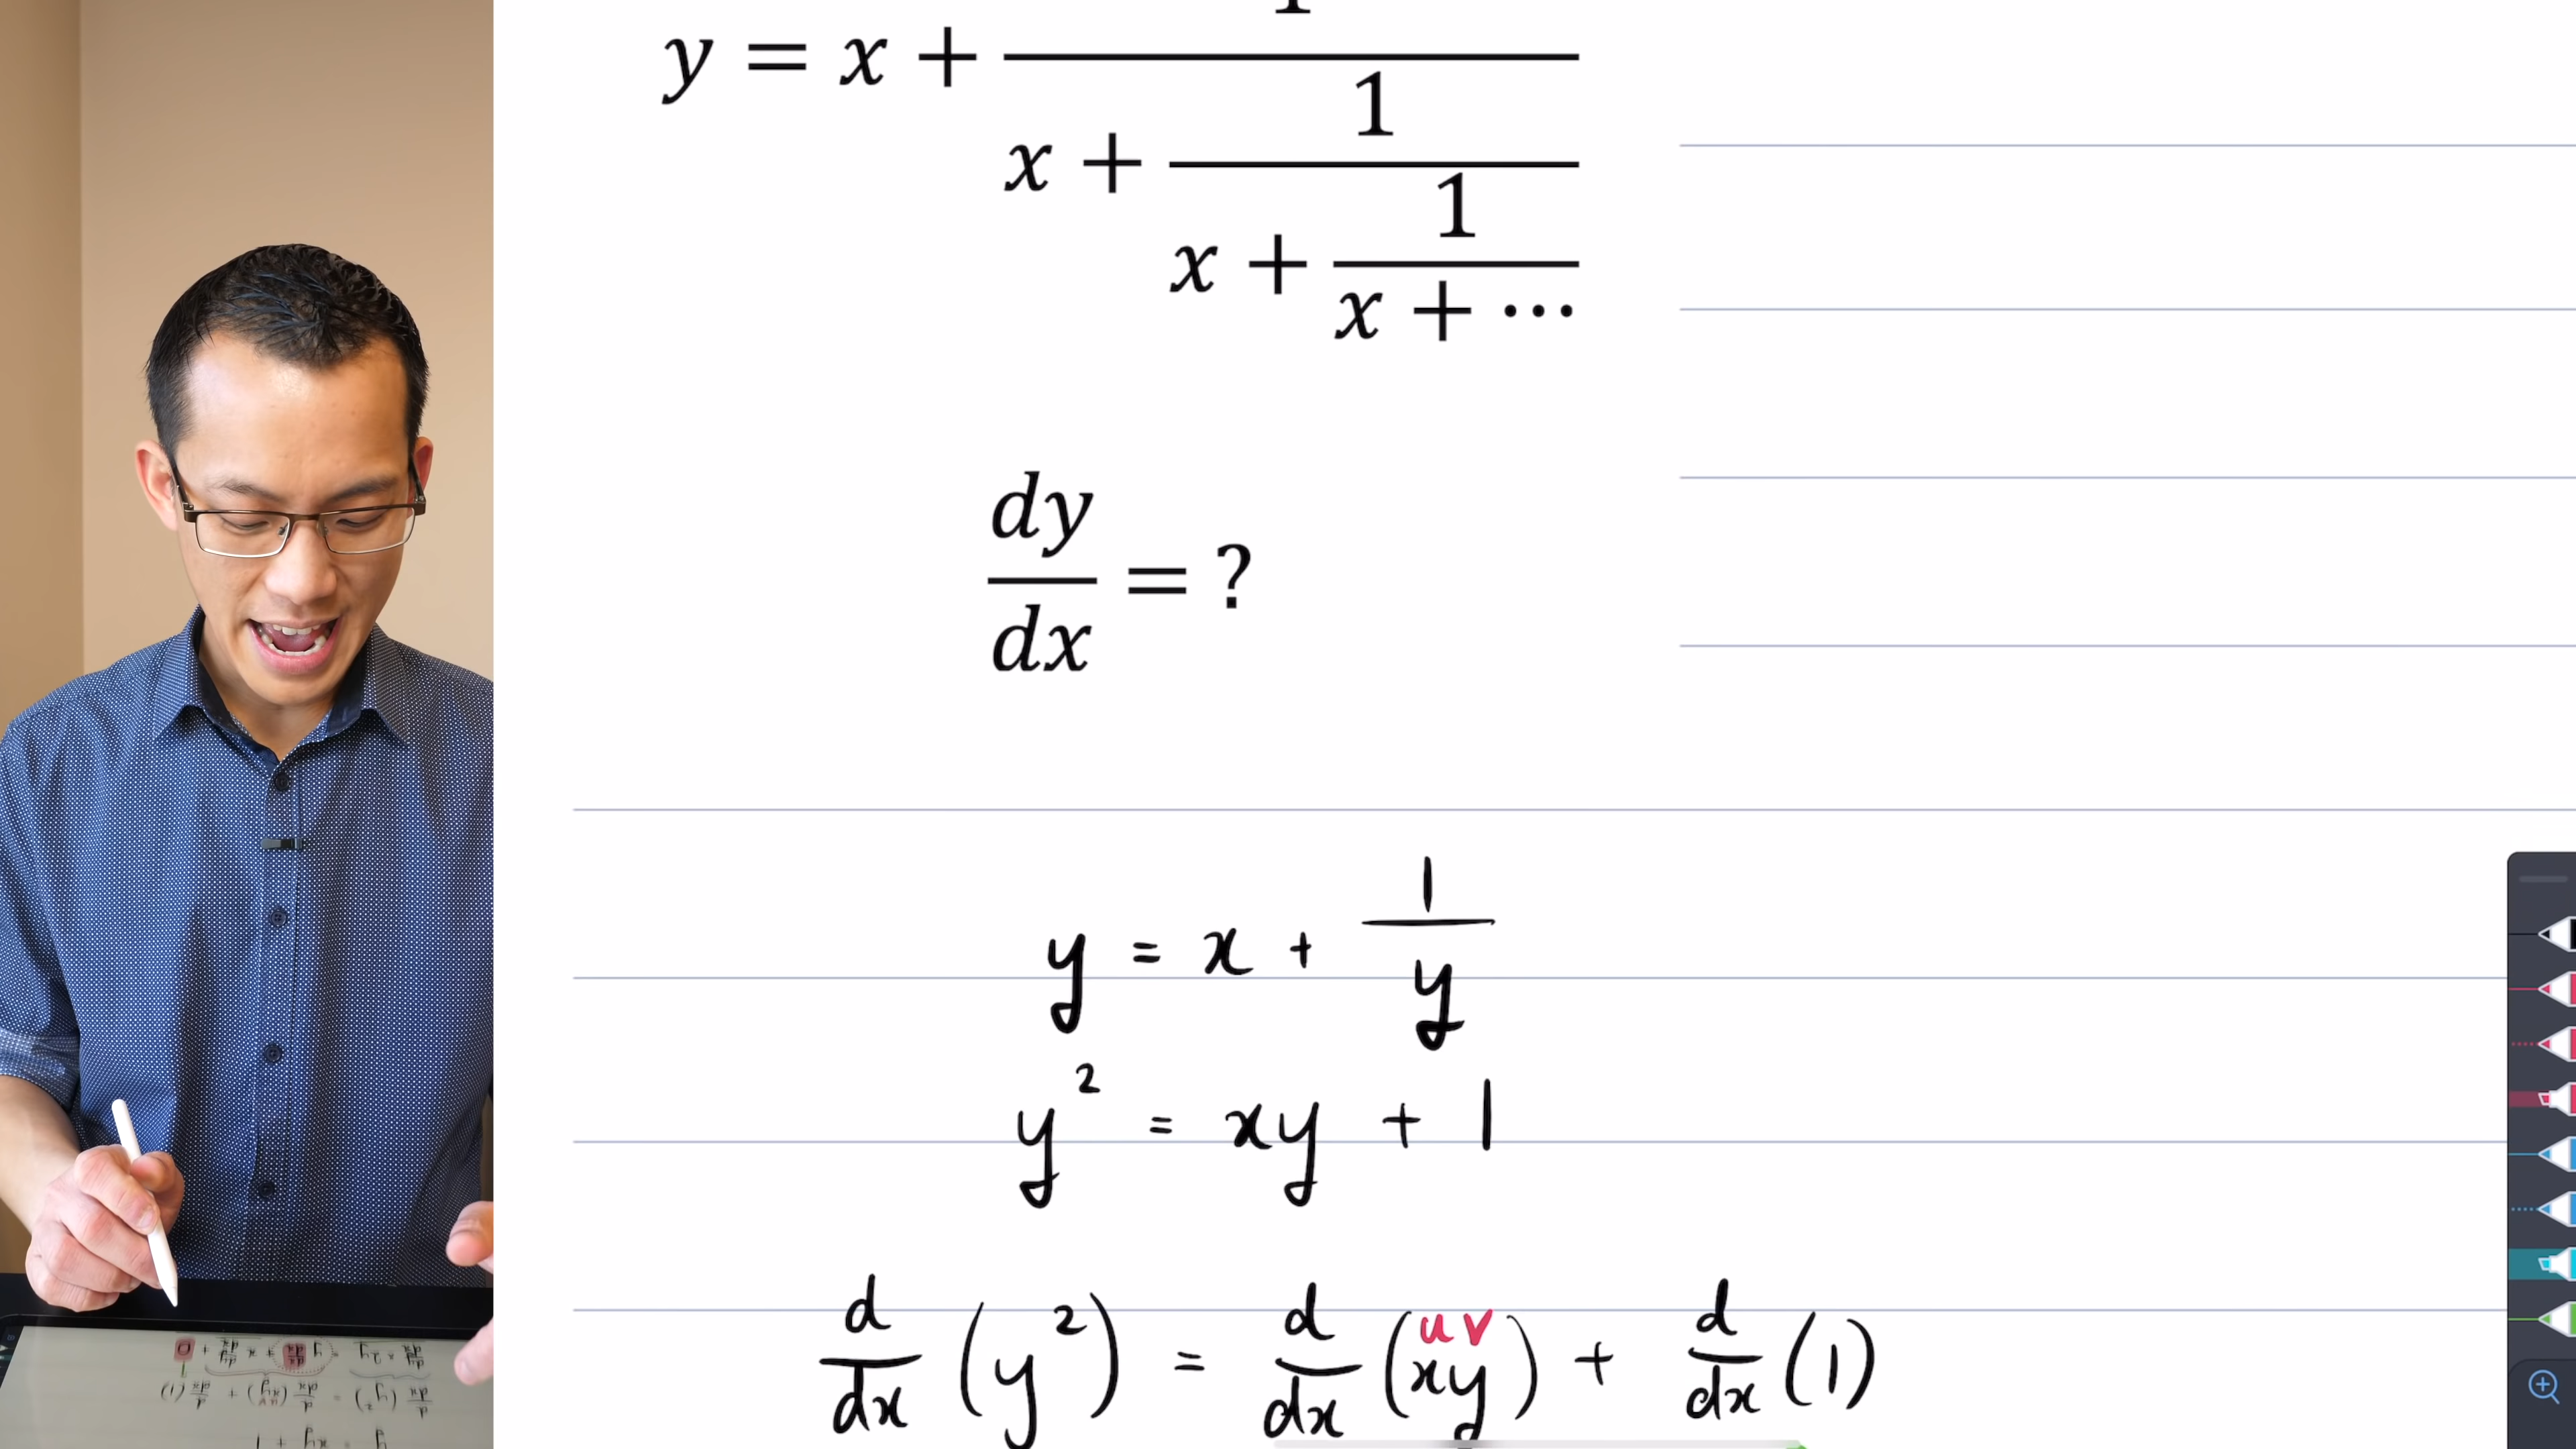 y = x + 1
x + 1
x + 1
x + ⋯
dy/dx = ?
y = x + 1/y
y² = xy + 1
u v
d/dx (y²) = d/dx (xy) + d/dx (1)